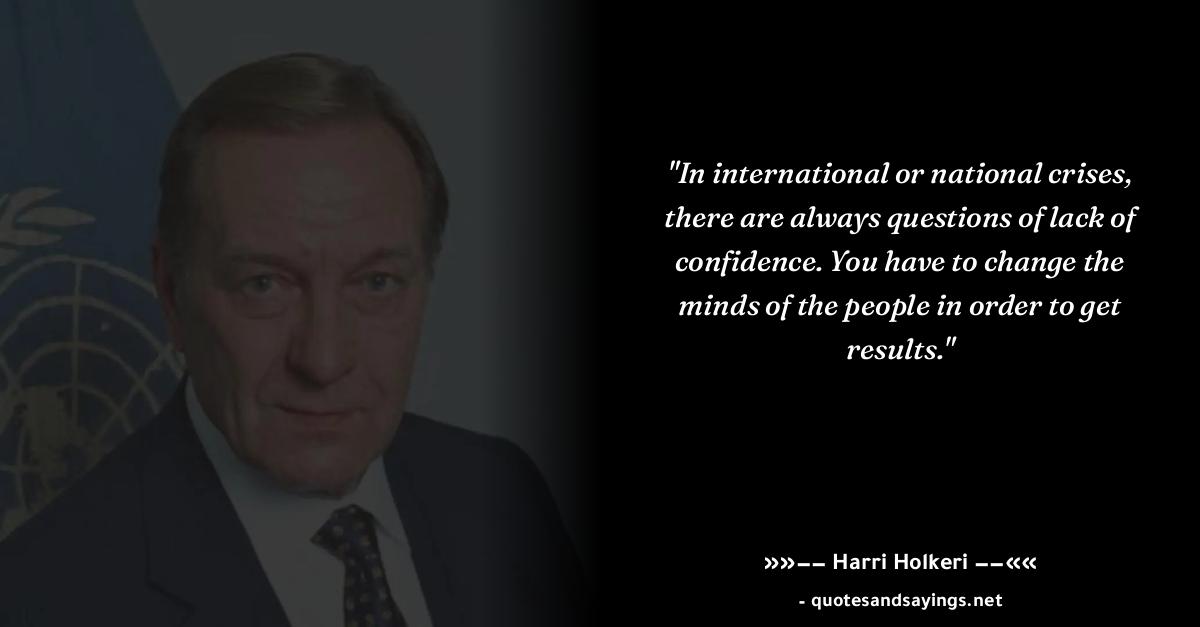 "In international or national crises,
there are always questions of lack of
confidence. You have to change the
minds of the people in order to get
results."
»»−− Harri Holkeri −−««
- quotesandsayings.net